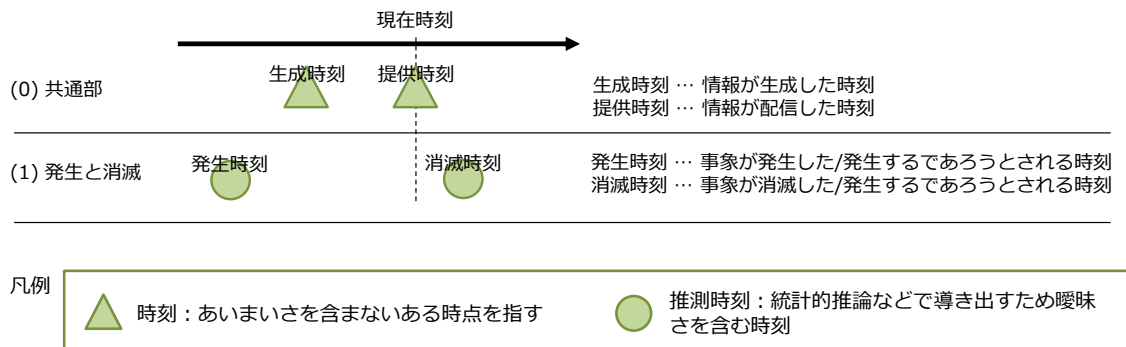 現在時刻
生成時刻 提供時刻
(0) 共通部
生成時刻 … 情報が生成した時刻
提供時刻 … 情報が配信した時刻
発生時刻 消滅時刻
(1) 発生と消滅
発生時刻 … 事象が発生した/発生するであろうとされる時刻
消滅時刻 … 事象が消滅した/発生するであろうとされる時刻
凡例
時刻：あいまいさを含まないある時点を指す
推測時刻：統計的推論などで導き出すため曖昧
さを含む時刻